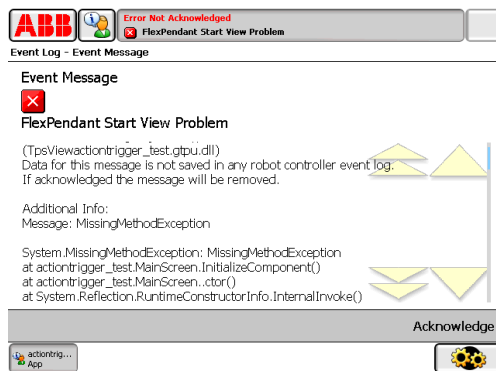 ABB
Error Not Acknowledged
FlexPendant Start View Problem
Event Log - Event Message
Event Message
FlexPendant Start View Problem
(TpsViewactiontrigger_test.gtpu.dll)
Data for this message is not saved in any robot controller event log.
If acknowledged the message will be removed.
Additional Info:
Message: MissingMethodException
System.MissingMethodException: MissingMethodException
at actiontrigger_test.MainScreen.InitializeComponent()
at actiontrigger_test.MainScreen..ctor()
at System.Reflection.RuntimeConstructorInfo.InternalInvoke()
Acknowledge
actiontrig...
App